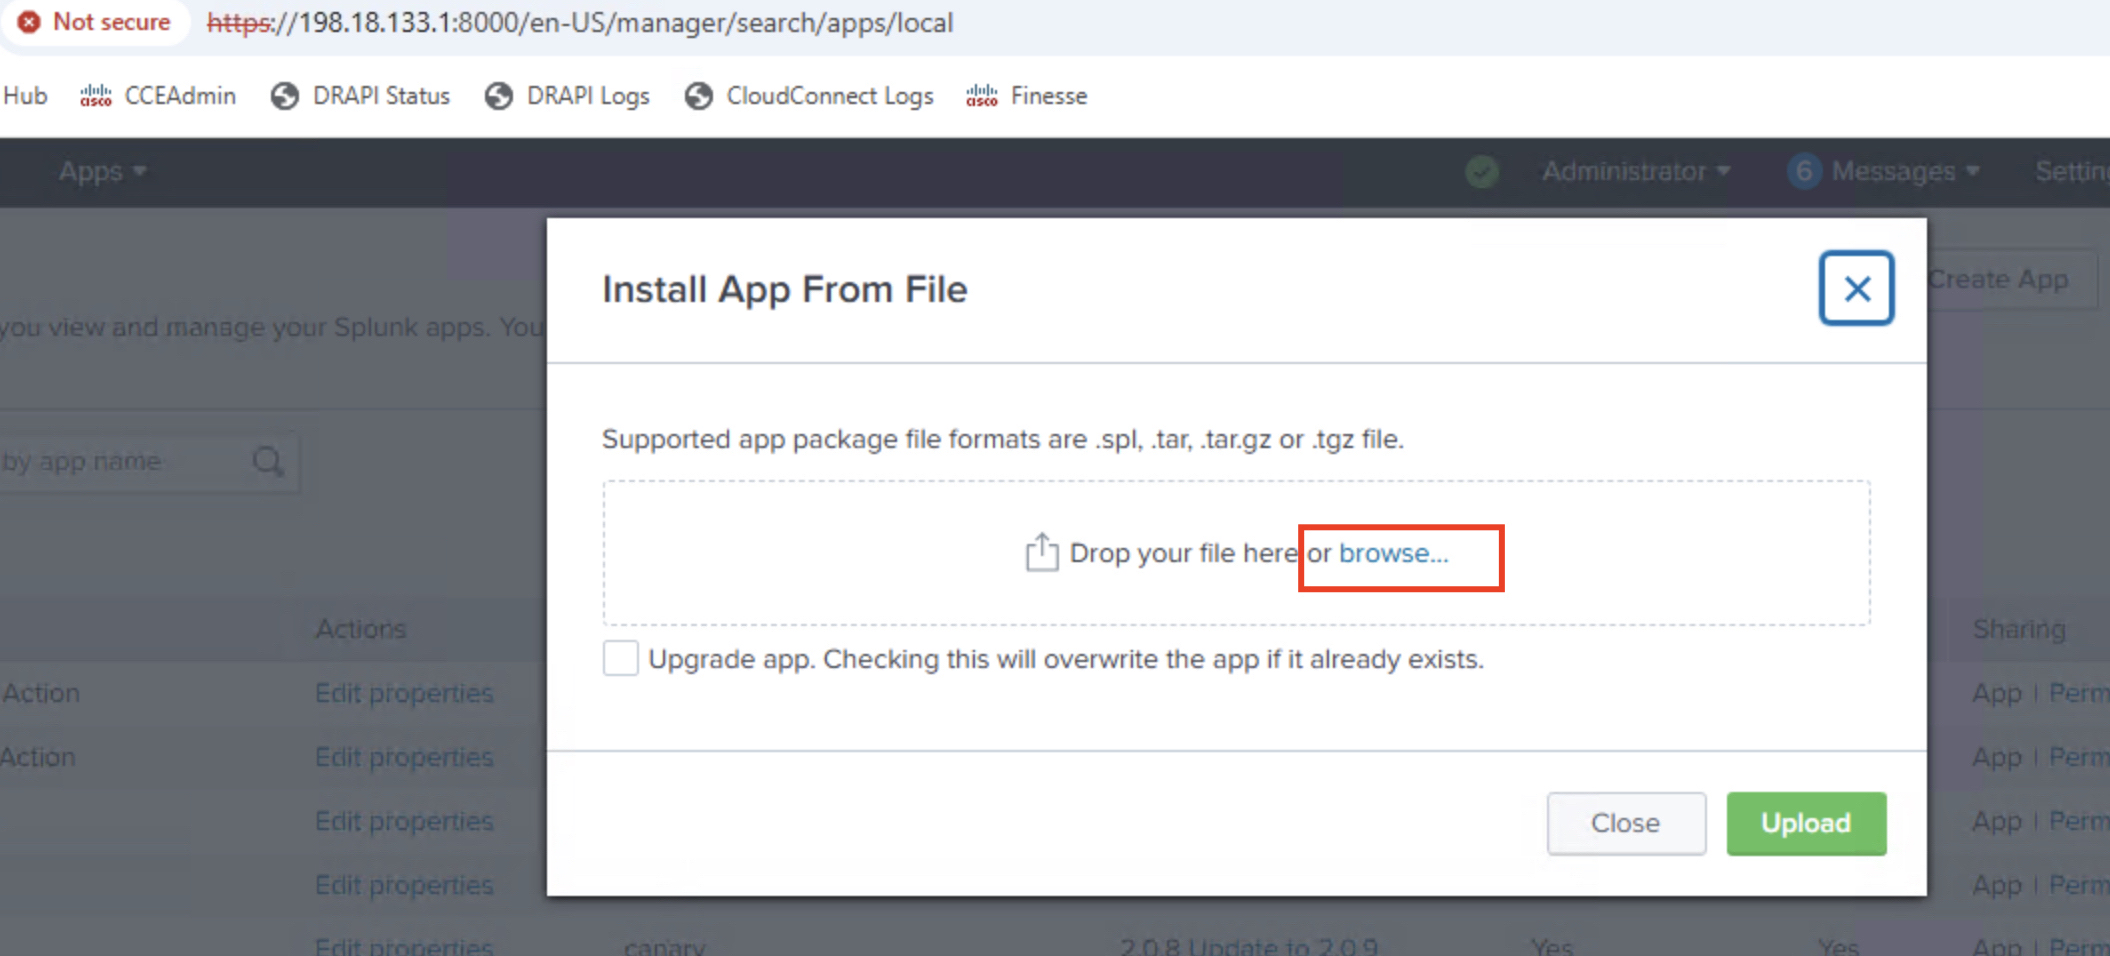 Not secure https://198.18.133.1:8000/en-US/manager/search/apps/local
Hub CCEAdmin DRAPI Status DRAPI Logs CloudConnect Logs Finesse
Apps Administrator 6 Messages Setting
Install App From File
Create App
you view and manage your Splunk apps. You
Supported app package file formats are .spl, .tar, .tar.gz or .tgz file.
by app name
Drop your file here or browse...
Actions Sharing
Upgrade app. Checking this will overwrite the app if it already exists.
Action Edit properties App | Perm
Action Edit properties App | Perm
Edit properties App | Perm
Close Upload
Edit properties App | Perm
Edit properties canary 2.0.8 Update to 2.0.9 Yes Yes App | Perm